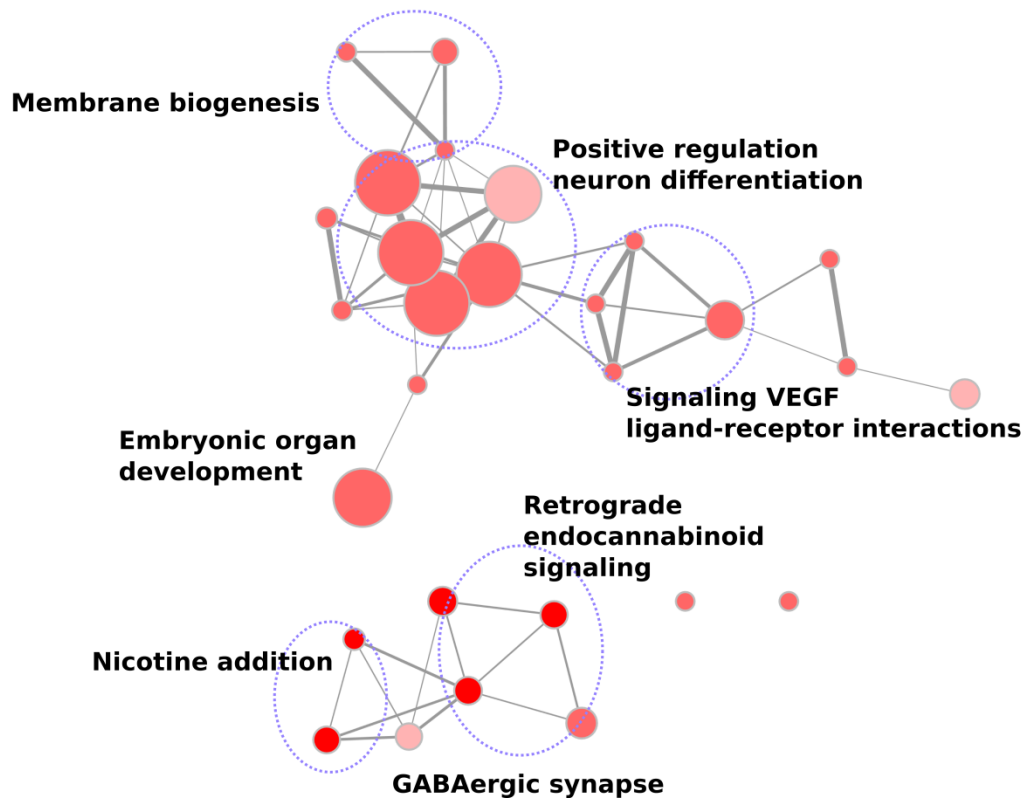 Membrane biogenesis
Positive regulation
neuron differentiation
Signaling VEGF
ligand-receptor interactions
Embryonic organ
development
Retrograde
endocannabinoid
signaling
Nicotine addition
GABAergic synapse